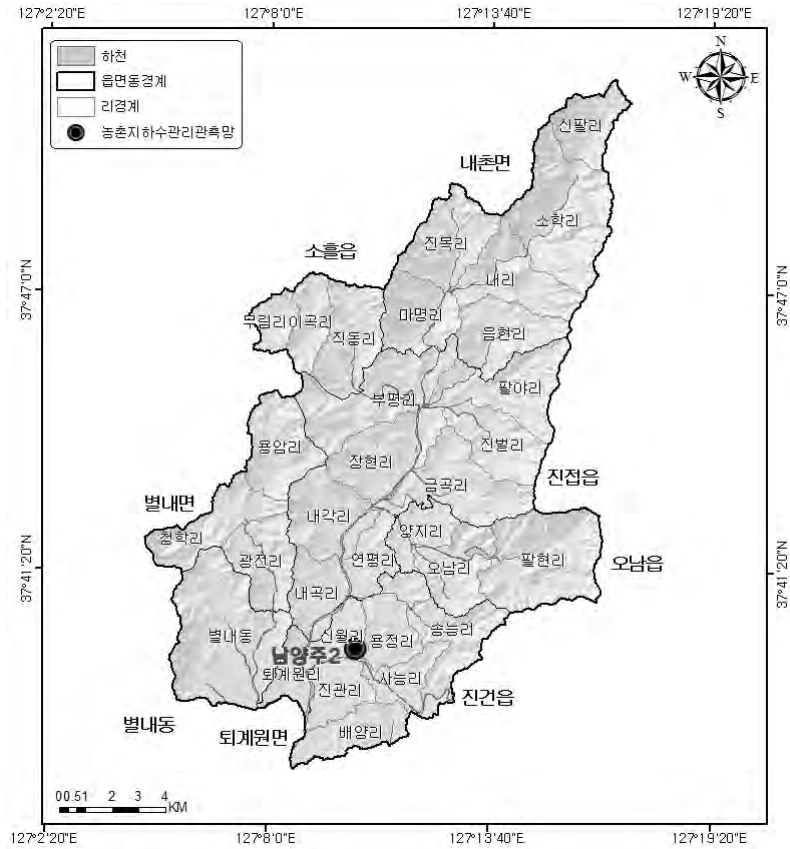 127°2'20"E 127°8'0"E 127°13'40"E 127°19'20"E
하천
읍면동경계
리경계
농촌지하수관리관측망
N
W E
S
신팔리
내촌면
소학리
진목리
소흘읍
내리
37°47'0"N
37°47'0"N
마명리
무림리
이곡리
직동리
음현리
팔야리
부평리
용암리
진벌리
장현리
금곡리
진접읍
별내면
내각리
양지리
청학리
광전리
연평리
오남리
팔현리
오남읍
37°41'20"N
37°41'20"N
내곡리
별내동
신월리
용정리
송능리
남양주2
퇴계원리
사능리
진관리
진건읍
별내동
퇴계원면
배양리
00.51 2 3 4
KM
127°2'20"E 127°8'0"E 127°13'40"E 127°19'20"E